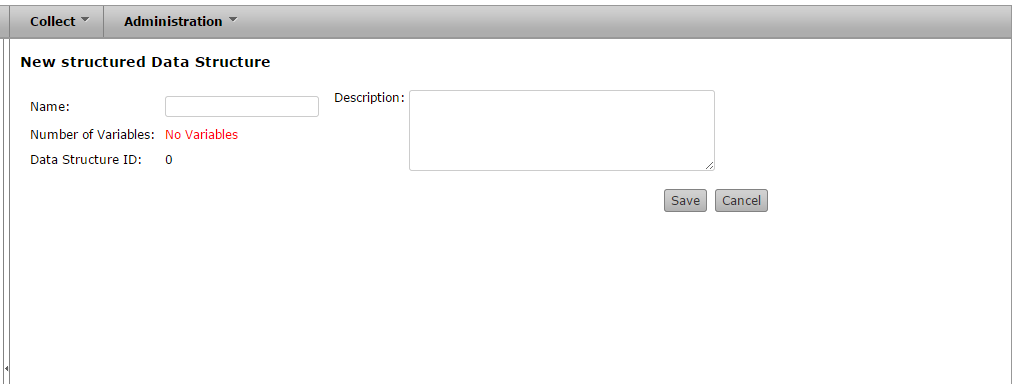 Collect Administration
New structured Data Structure
Name: Description:
Number of Variables: No Variables
Data Structure ID: 0
Save Cancel